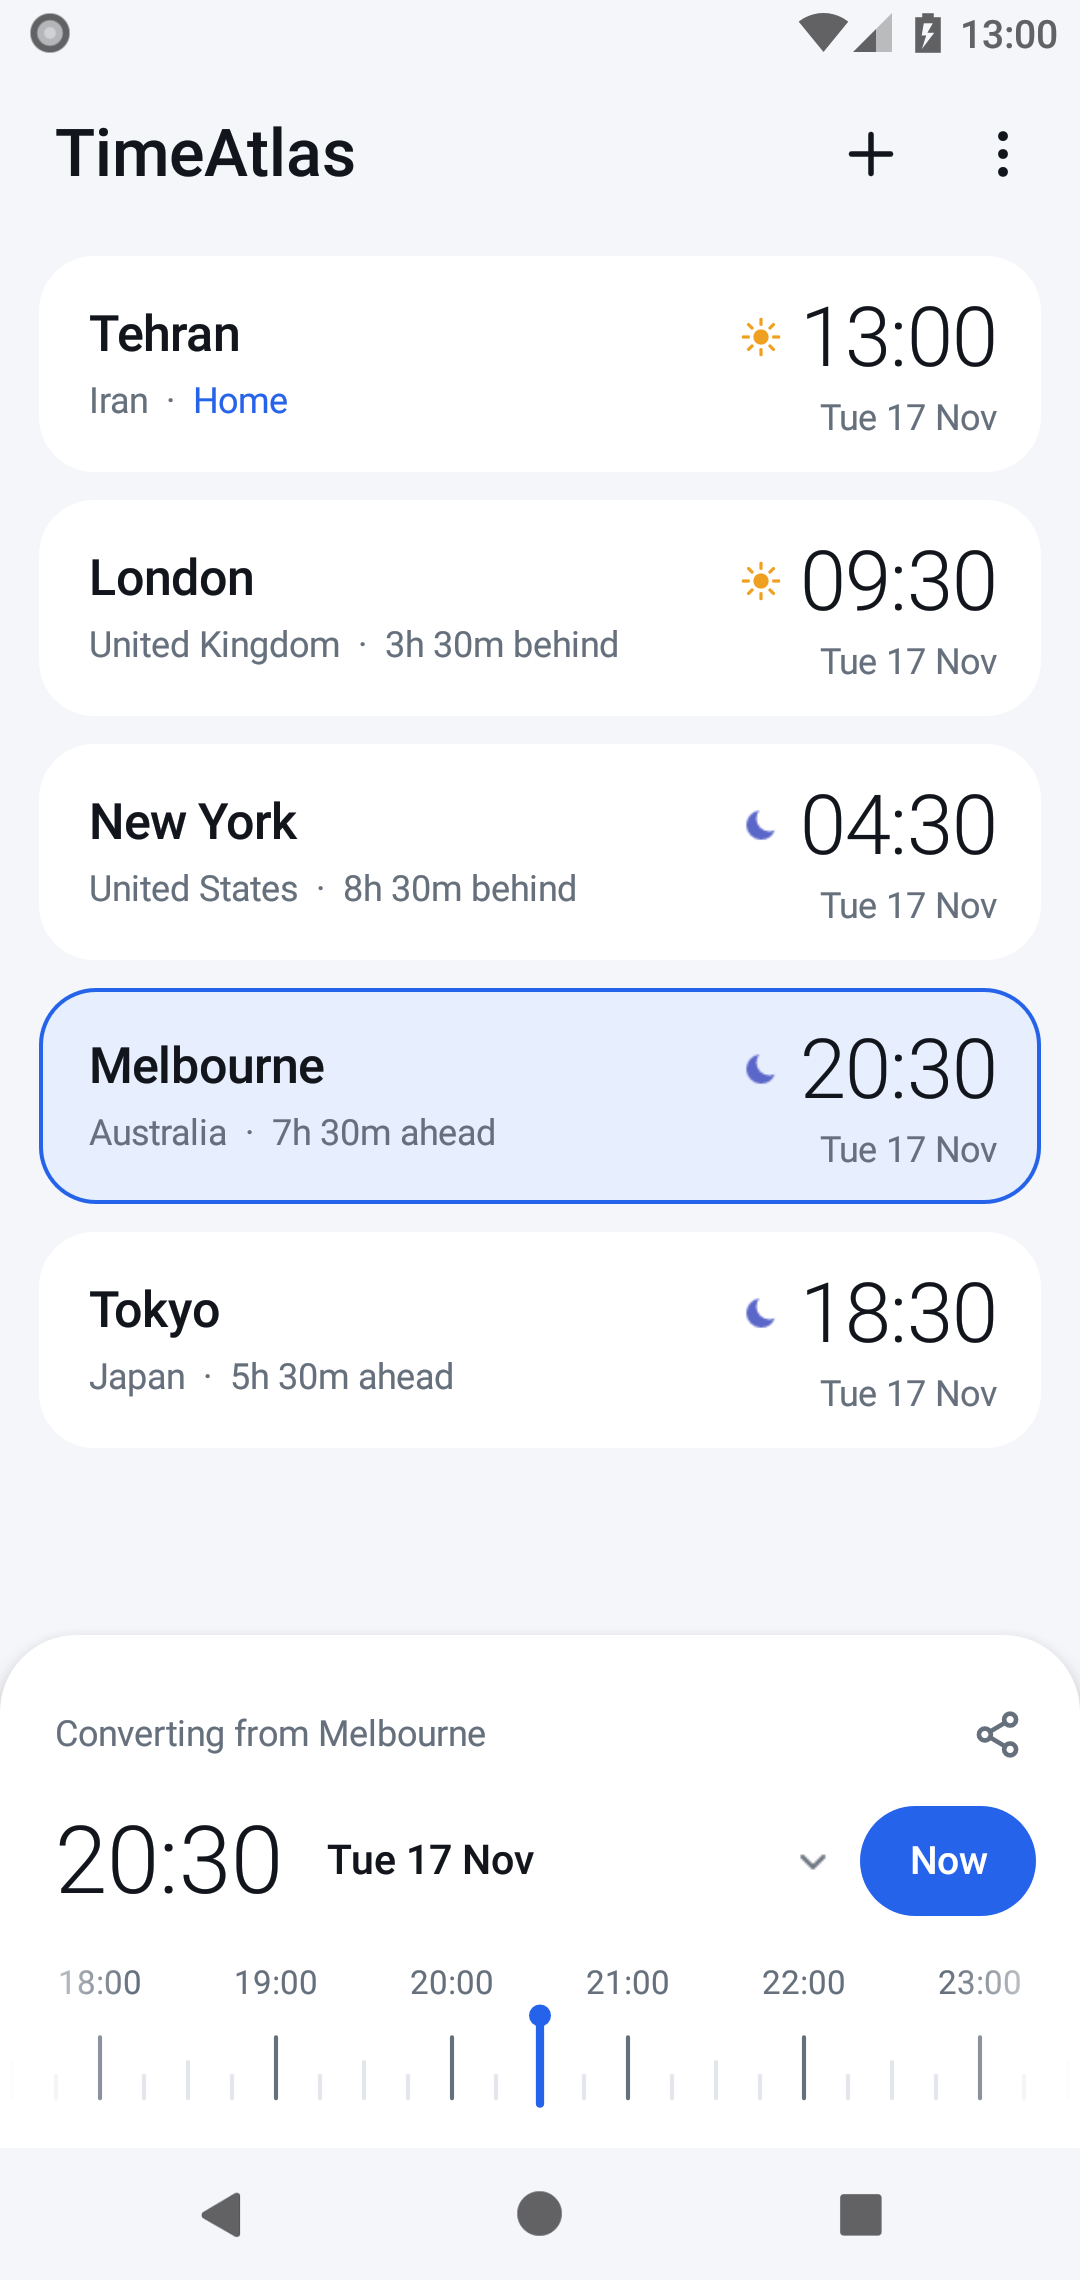 13:00
TimeAtlas
Tehran
13:00
Iran · Home
Tue 17 Nov
London
09:30
United Kingdom · 3h 30m behind
Tue 17 Nov
New York
04:30
United States · 8h 30m behind
Tue 17 Nov
Melbourne
20:30
Australia · 7h 30m ahead
Tue 17 Nov
Tokyo
18:30
Japan · 5h 30m ahead
Tue 17 Nov
Converting from Melbourne
20:30 Tue 17 Nov Now
18:00 19:00 20:00 21:00 22:00 23:00